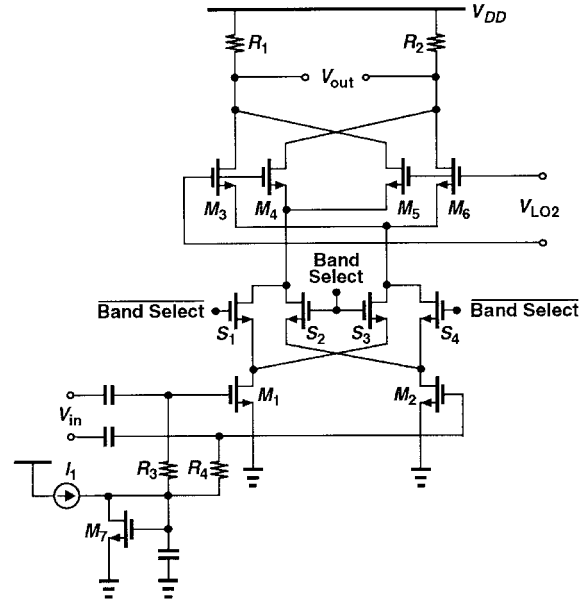 V_DD
R_1
R_2
V_out
M_3
M_4
M_5
M_6
V_LO2
Band
Select
Band Select
Band Select
S_1
S_2
S_3
S_4
V_in
M_1
M_2
R_3
R_4
I_1
M_7